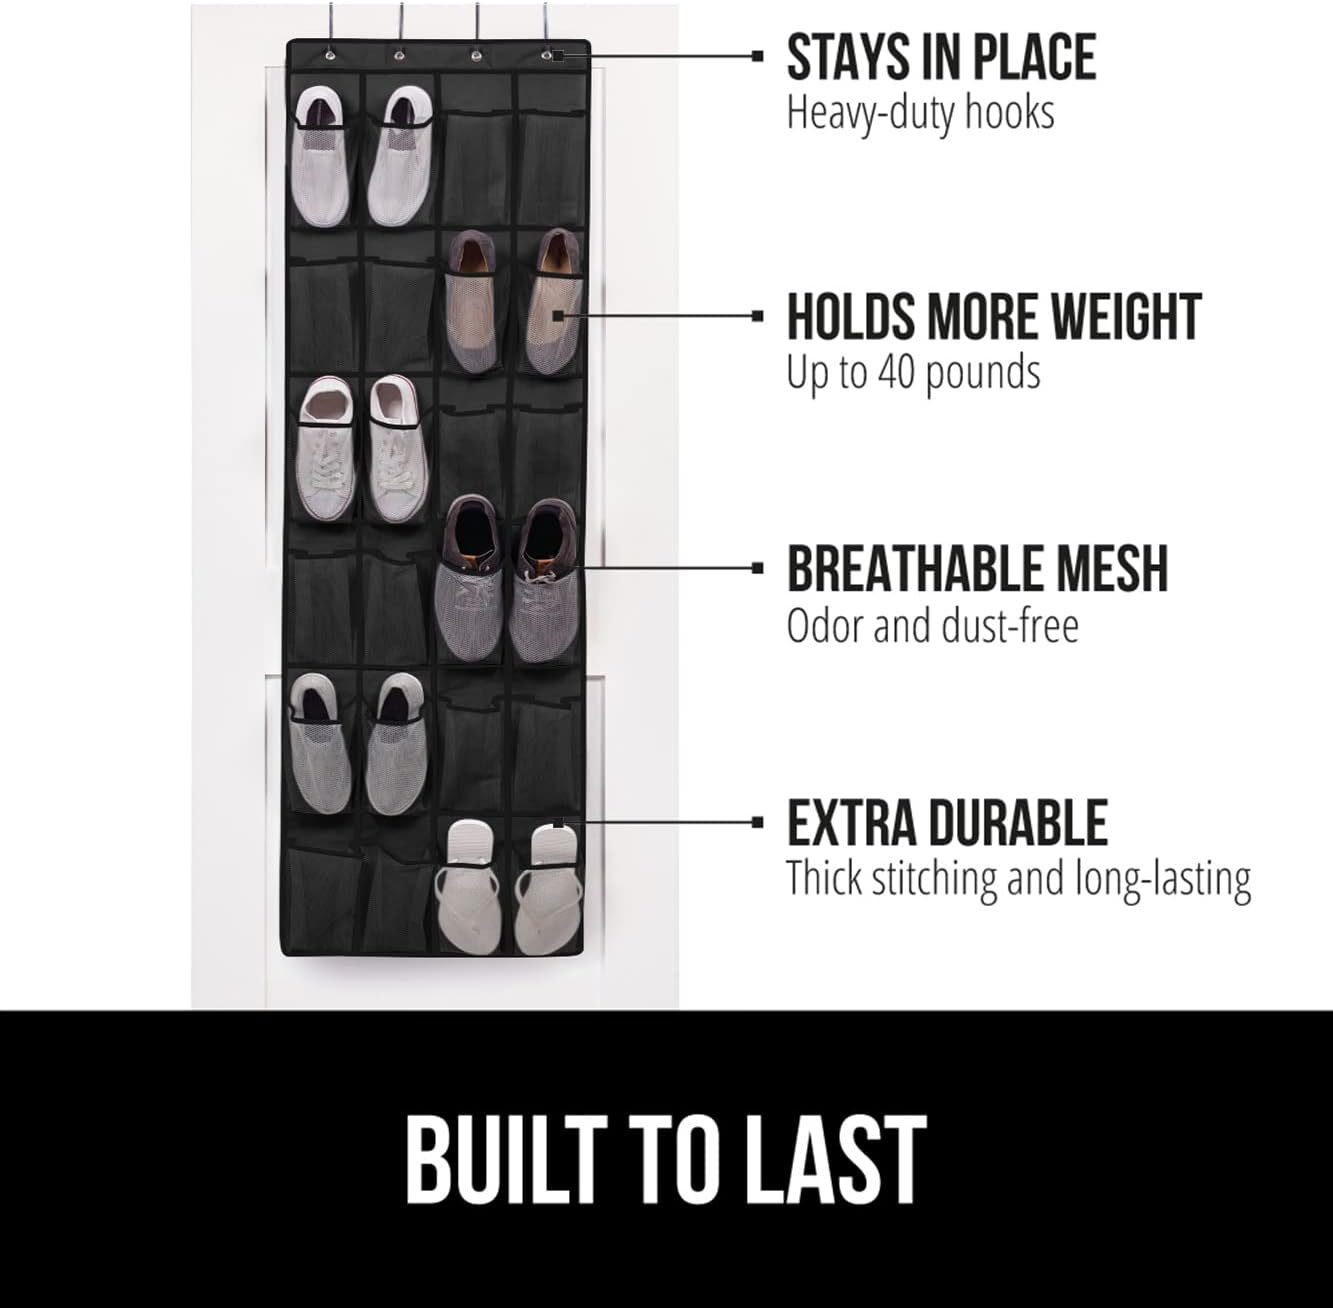 STAYS IN PLACE
Heavy-duty hooks
HOLDS MORE WEIGHT
Up to 40 pounds
BREATHABLE MESH
Odor and dust-free
EXTRA DURABLE
Thick stitching and long-lasting
BUILT TO LAST